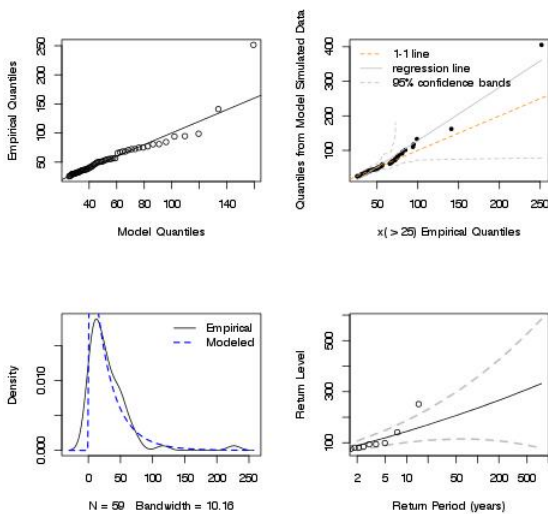 Empirical Quantiles
50 100 150 200 250
40 60 80 100 120 140
Model Quantiles
Quantiles from Model Simulated Data
100 200 300 400
1-1 line
regression line
95% confidence bands
50 100 150 200 250
x( > 25) Empirical Quantiles
Density
0.000 0.010
Empirical
Modeled
0 50 100 150 200 250
N = 59 Bandwidth = 10.16
Return Level
100 300 500
2 5 10 50 200 500
Return Period (years)